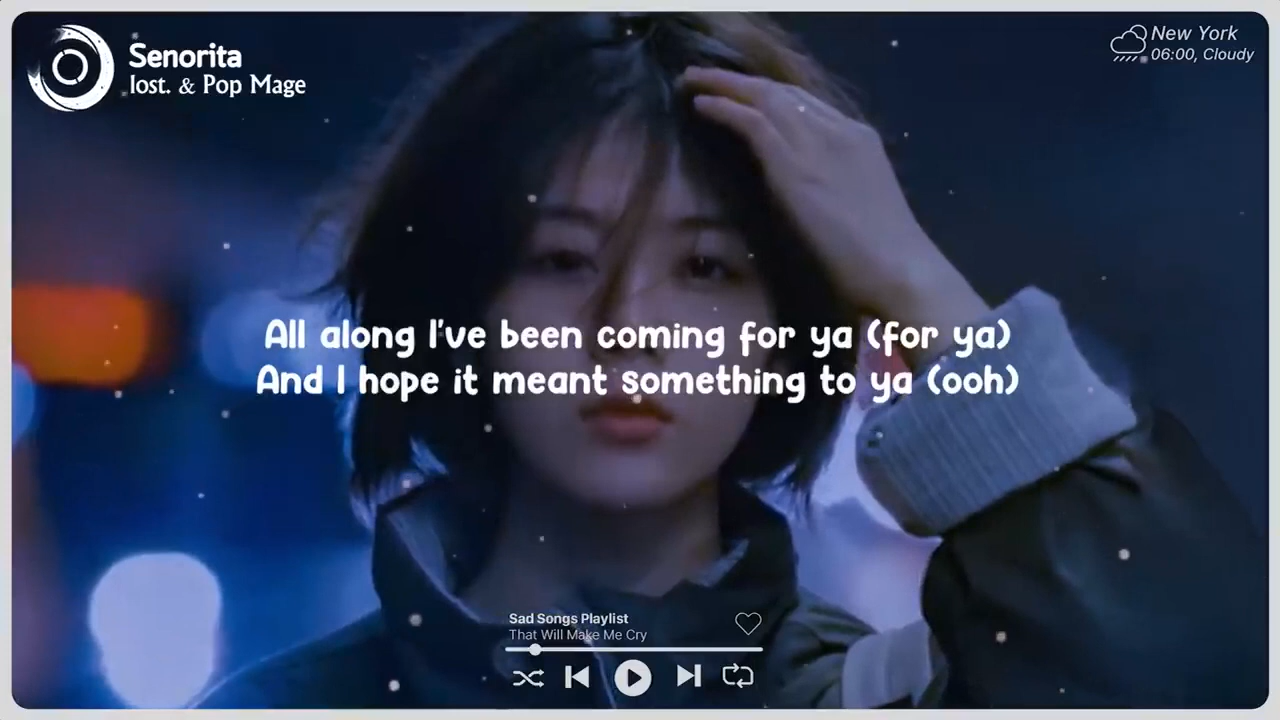 Senorita
lost. & Pop Mage
New York
06:00, Cloudy
All along I've been coming for ya (for ya)
And I hope it meant something to ya (ooh)
Sad Songs Playlist
That Will Make Me Cry